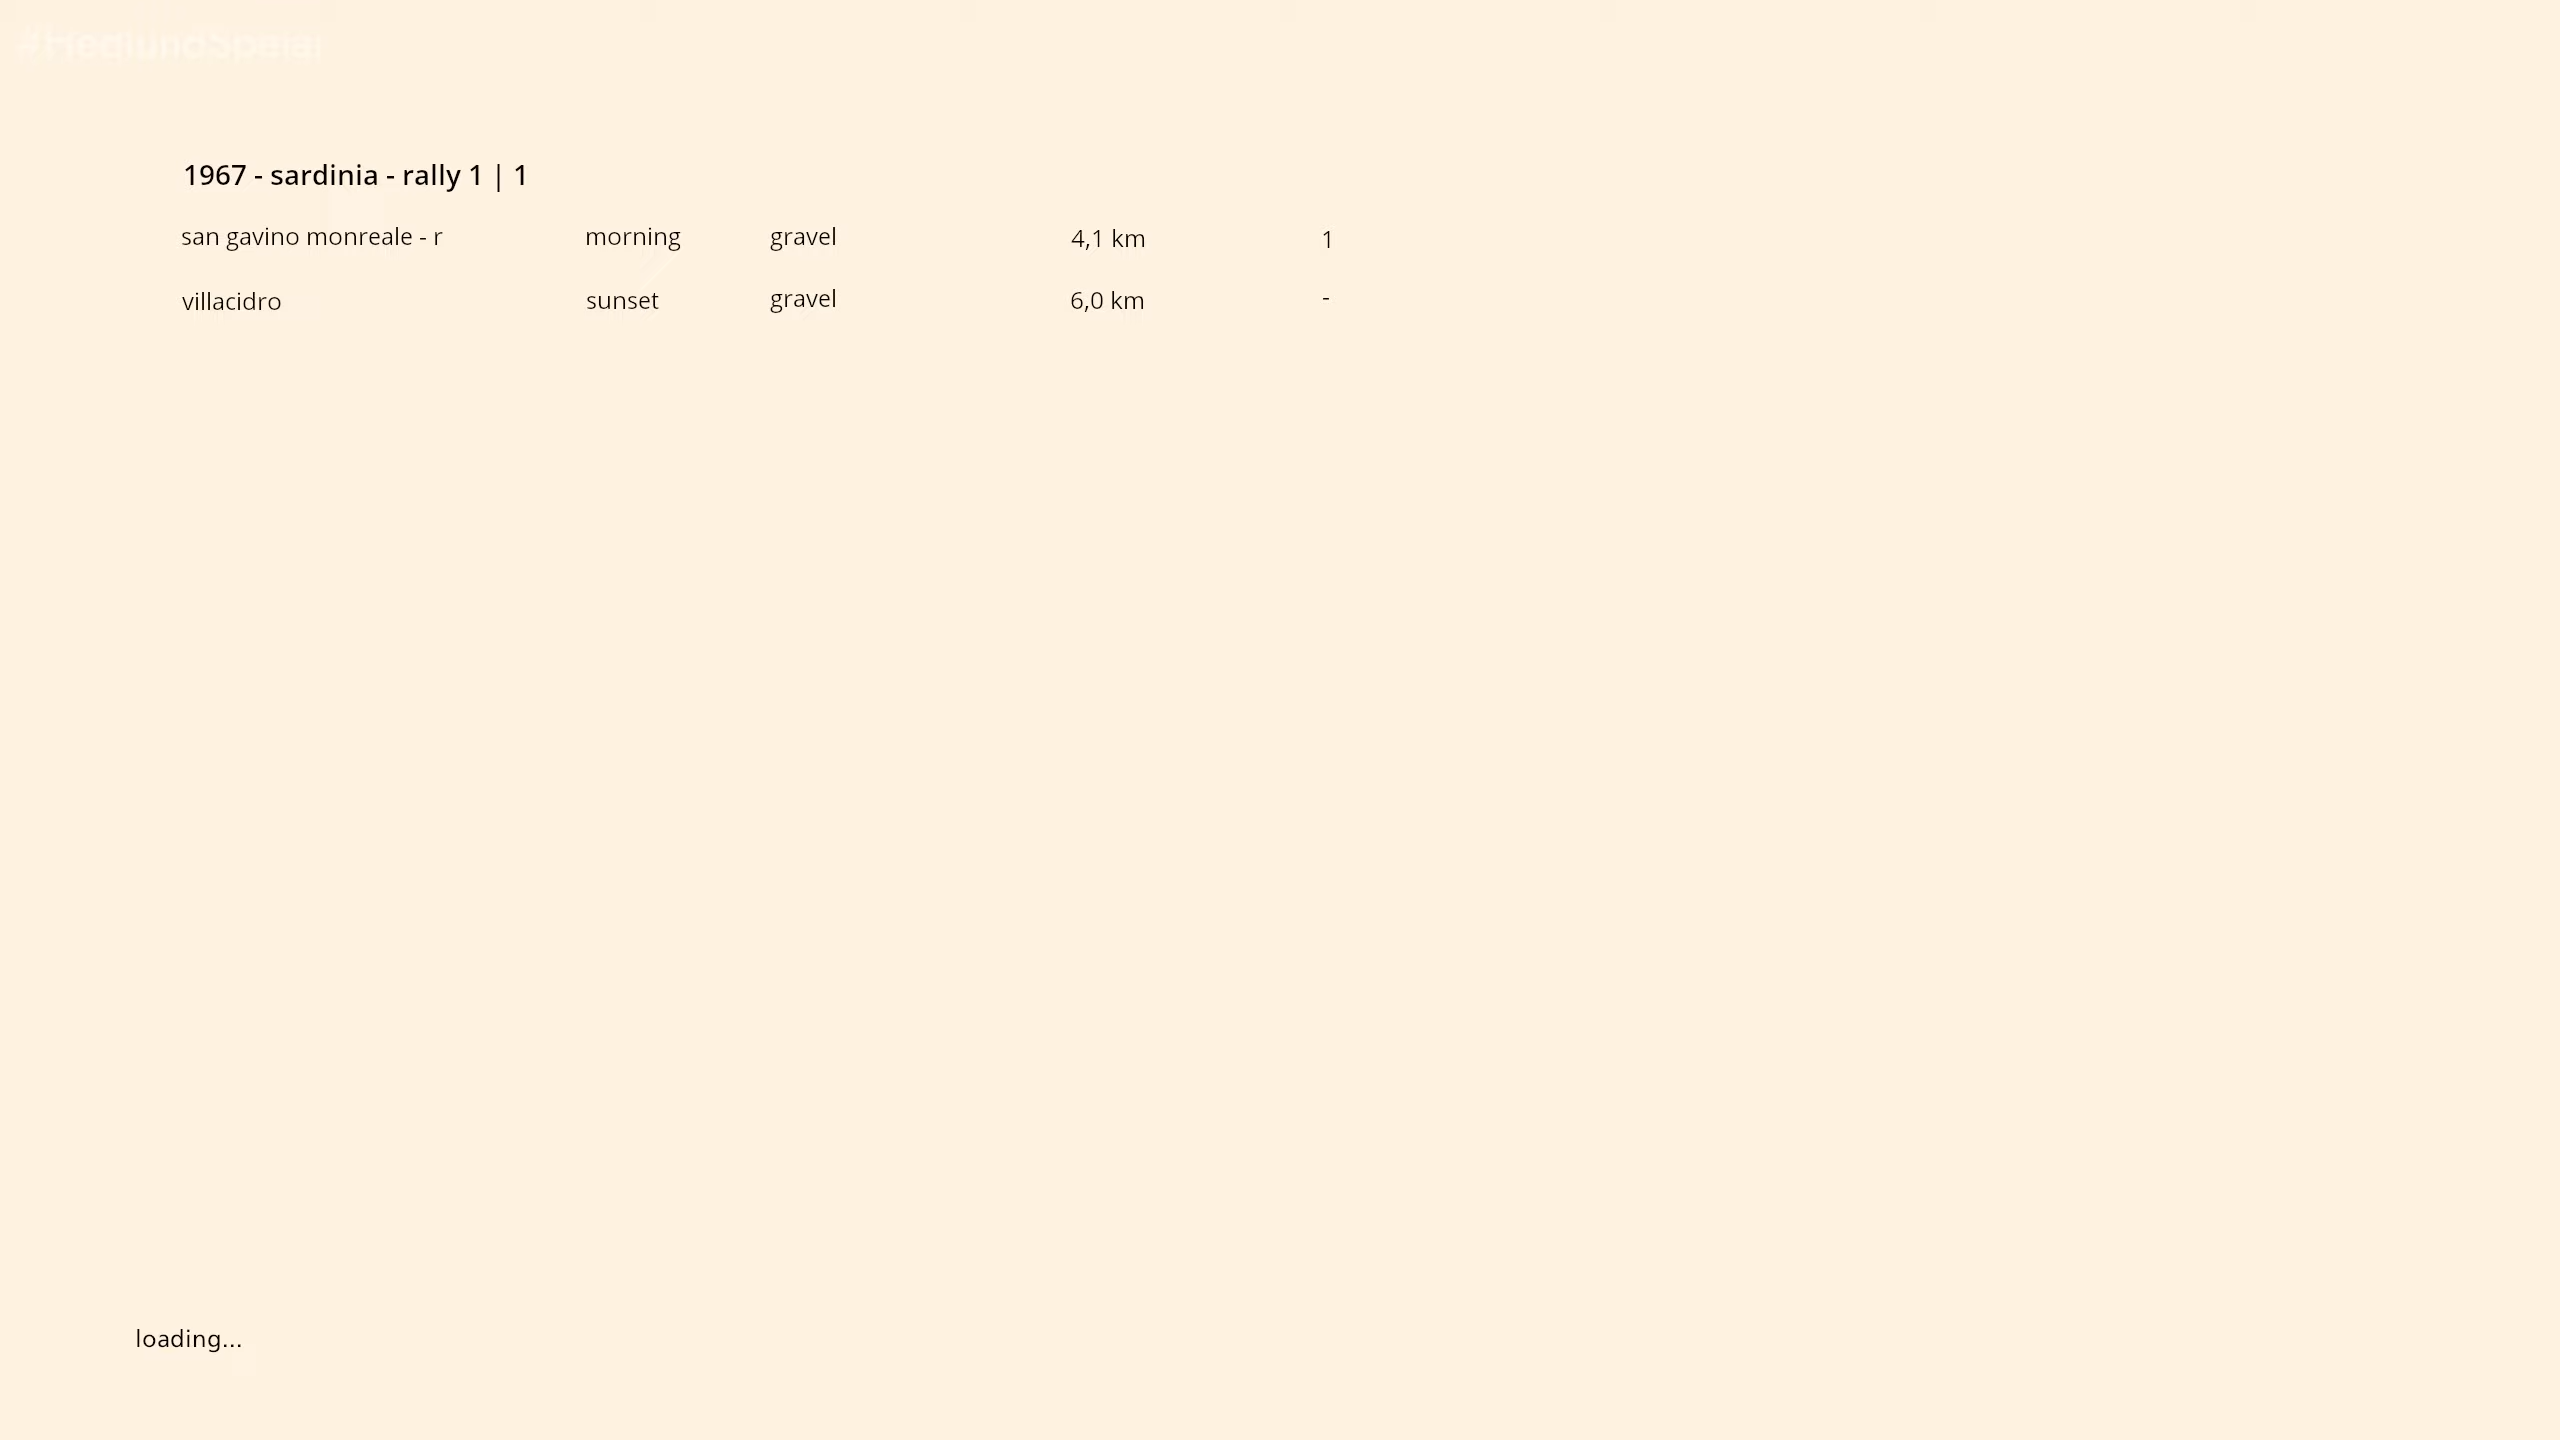 #HedlundSpelar
1967 - sardinia - rally 1 | 1
san gavino monreale - r morning gravel 4,1 km 1
villacidro sunset gravel 6,0 km -
loading...